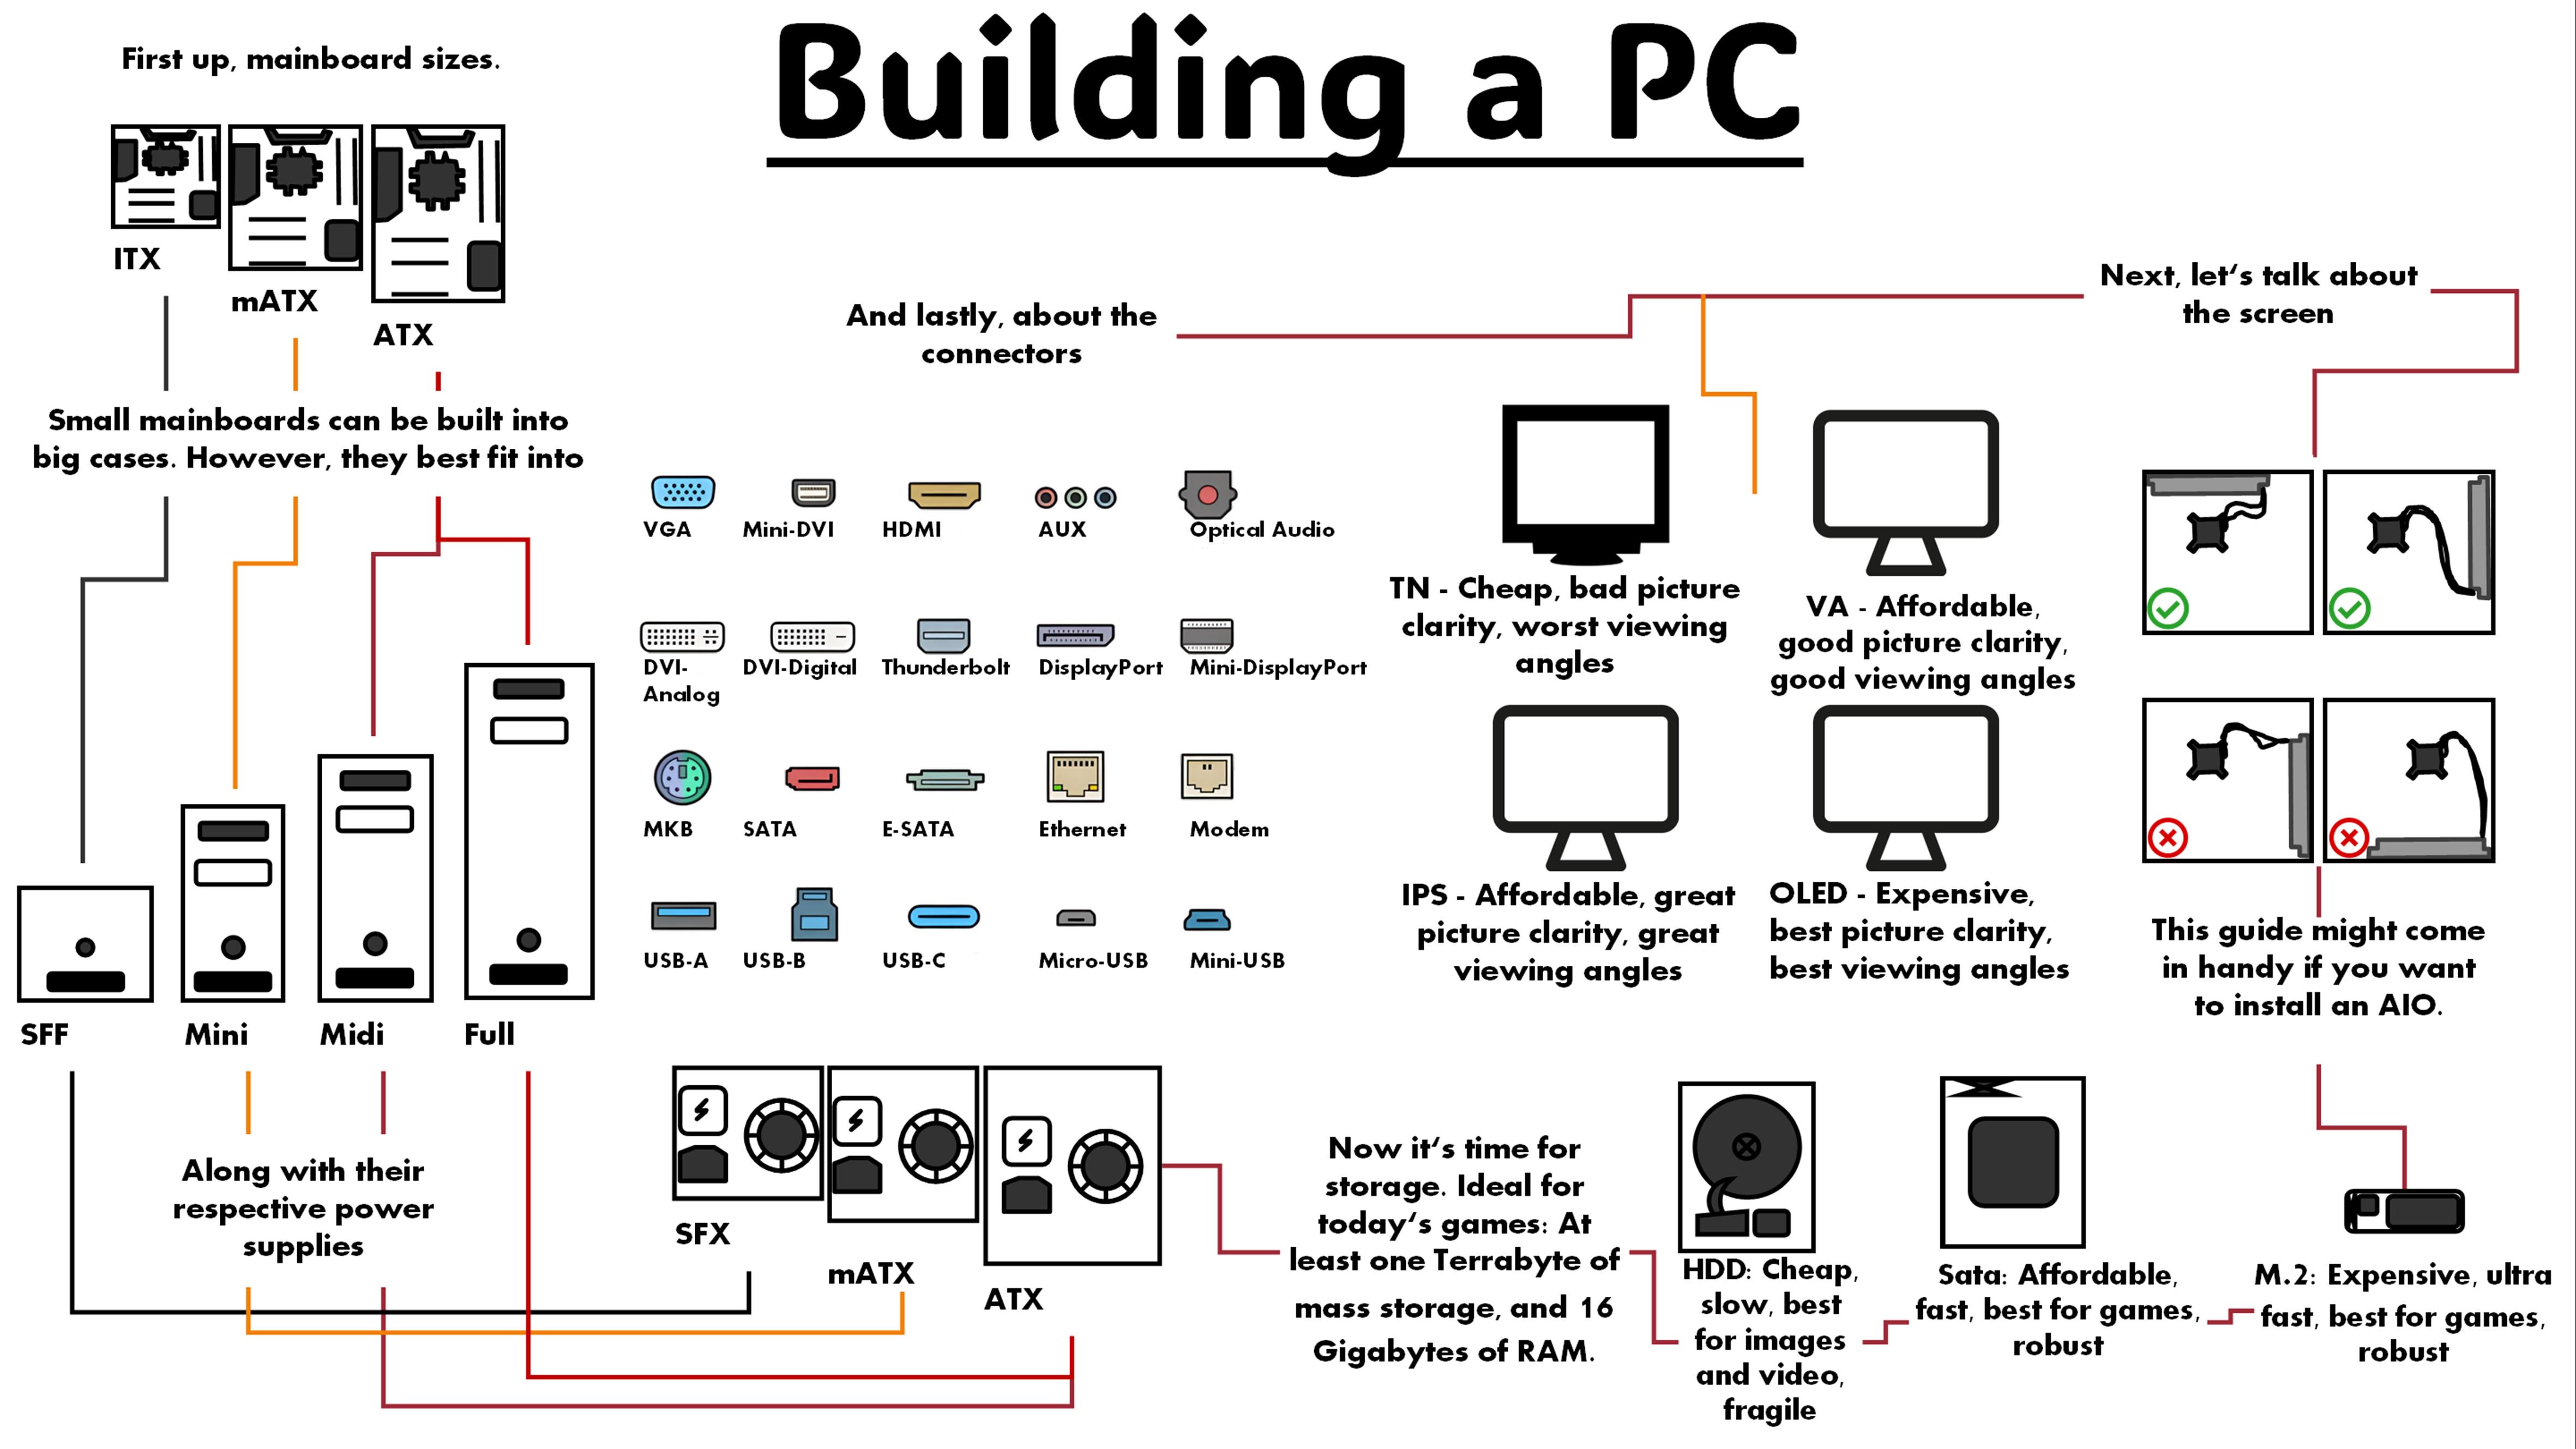 Building a PC
First up, mainboard sizes.
ITX
mATX
ATX
Small mainboards can be built into
big cases. However, they best fit into
SFF
Mini
Midi
Full
Along with their
respective power
supplies
SFX
mATX
ATX
Now it's time for
storage. Ideal for
today's games: At
least one Terrabyte of
mass storage, and 16
Gigabytes of RAM.
HDD: Cheap,
slow, best
for images
and video,
fragile
Sata: Affordable,
fast, best for games,
robust
M.2: Expensive, ultra
fast, best for games,
robust
This guide might come
in handy if you want
to install an AIO.
Next, let's talk about
the screen
TN - Cheap, bad picture
clarity, worst viewing
angles
VA - Affordable,
good picture clarity,
good viewing angles
IPS - Affordable, great
picture clarity, great
viewing angles
OLED - Expensive,
best picture clarity,
best viewing angles
And lastly, about the
connectors
VGA
Mini-DVI
HDMI
AUX
Optical Audio
DVI-
Analog
DVI-Digital
Thunderbolt
DisplayPort
Mini-DisplayPort
MKB
SATA
E-SATA
Ethernet
Modem
USB-A
USB-B
USB-C
Micro-USB
Mini-USB